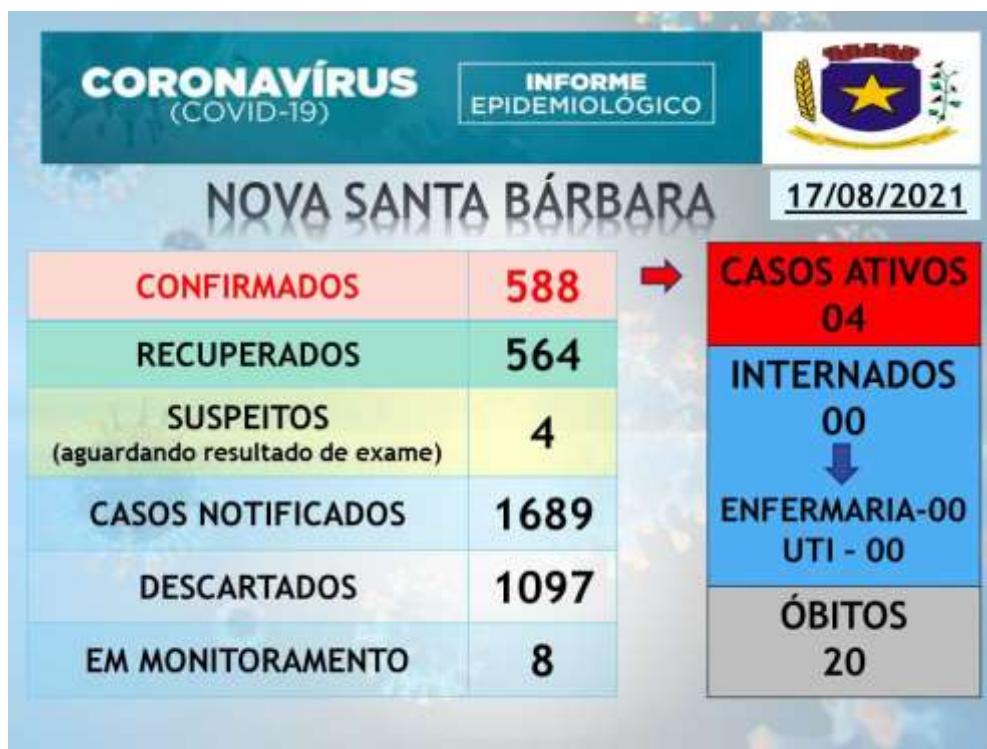 CORONAVÍRUS
(COVID-19)
INFORME
EPIDEMIOLÓGICO
NOVA SANTA BÁRBARA
17/08/2021
CONFIRMADOS 588
RECUPERADOS 564
SUSPEITOS
(aguardando resultado de exame) 4
CASOS NOTIFICADOS 1689
DESCARTADOS 1097
EM MONITORAMENTO 8
CASOS ATIVOS
04
INTERNADOS
00
ENFERMARIA-00
UTI - 00
ÓBITOS
20